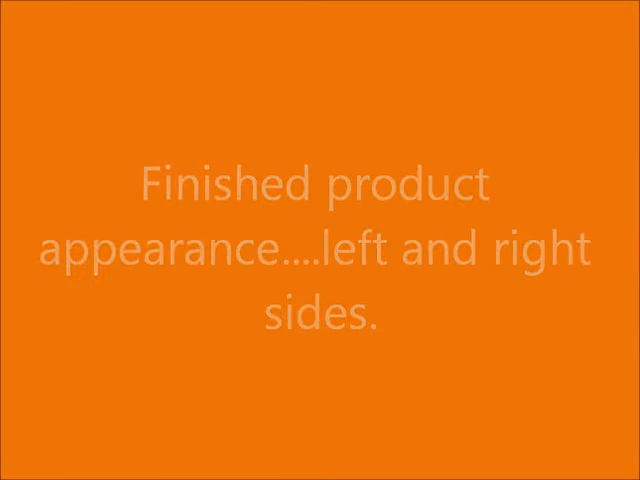 Finished product
appearance....left and right
sides.